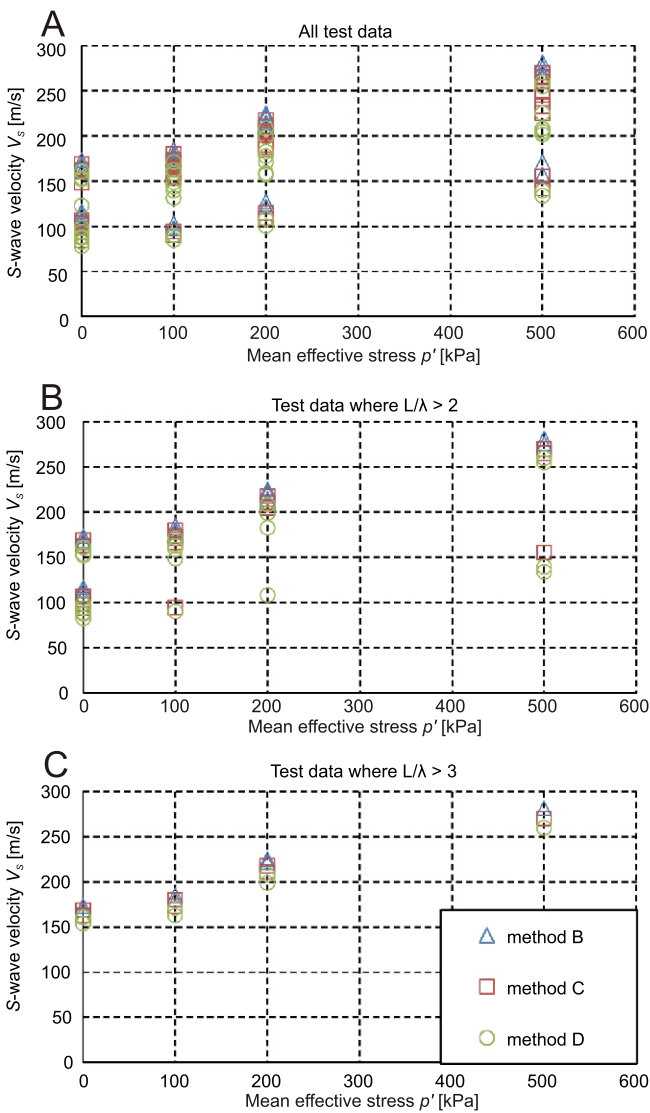 A
All test data
300
250
200
150
100
50
0
S-wave velocity Vs [m/s]
0 100 200 300 400 500 600
Mean effective stress p' [kPa]
B
Test data where L/λ > 2
300
250
200
150
100
50
0
S-wave velocity Vs [m/s]
0 100 200 300 400 500 600
Mean effective stress p' [kPa]
C
Test data where L/λ > 3
300
250
200
150
100
50
0
S-wave velocity Vs [m/s]
method B
method C
method D
0 100 200 300 400 500 600
Mean effective stress p' [kPa]